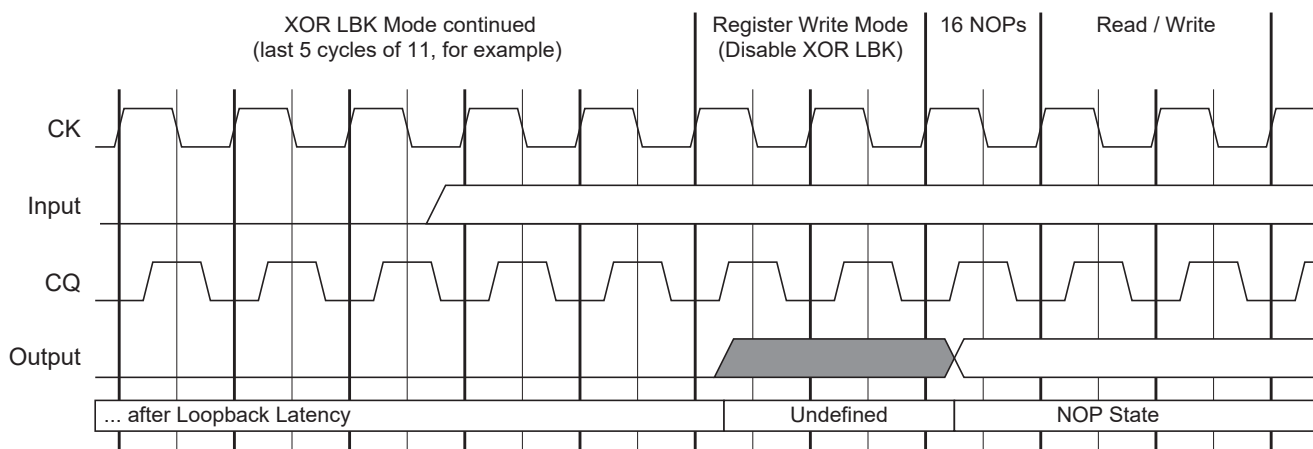 XOR LBK Mode continued
(last 5 cycles of 11, for example)
Register Write Mode
(Disable XOR LBK)
16 NOPs
Read / Write
CK
Input
CQ
Output
... after Loopback Latency
Undefined
NOP State